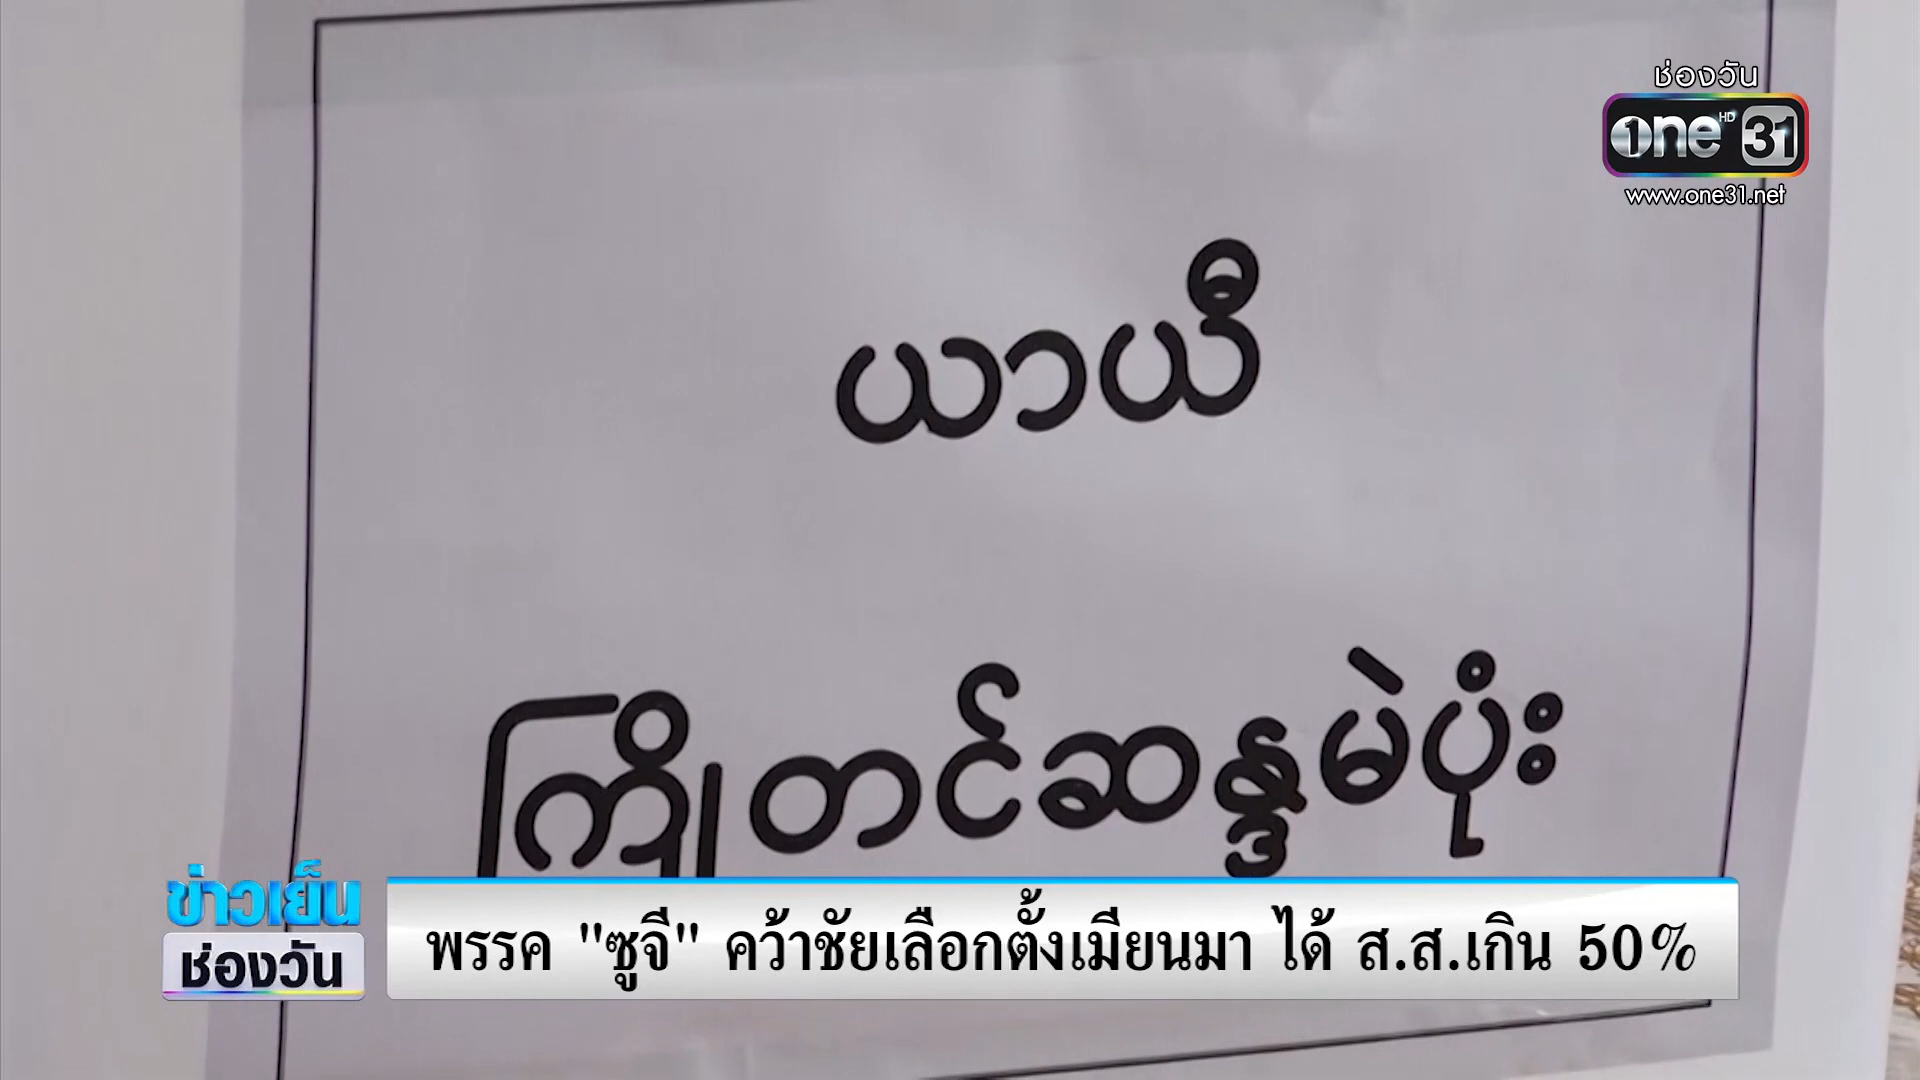 ช่องวัน
one HD 31
www.one31.net
ယာယီ
ကြိုတင်ဆန္ဒမဲပုံး
ข่าวเย็น
ช่องวัน
พรรค "ซูจี" คว้าชัยเลือกตั้งเมียนมา ได้ ส.ส.เกิน 50%